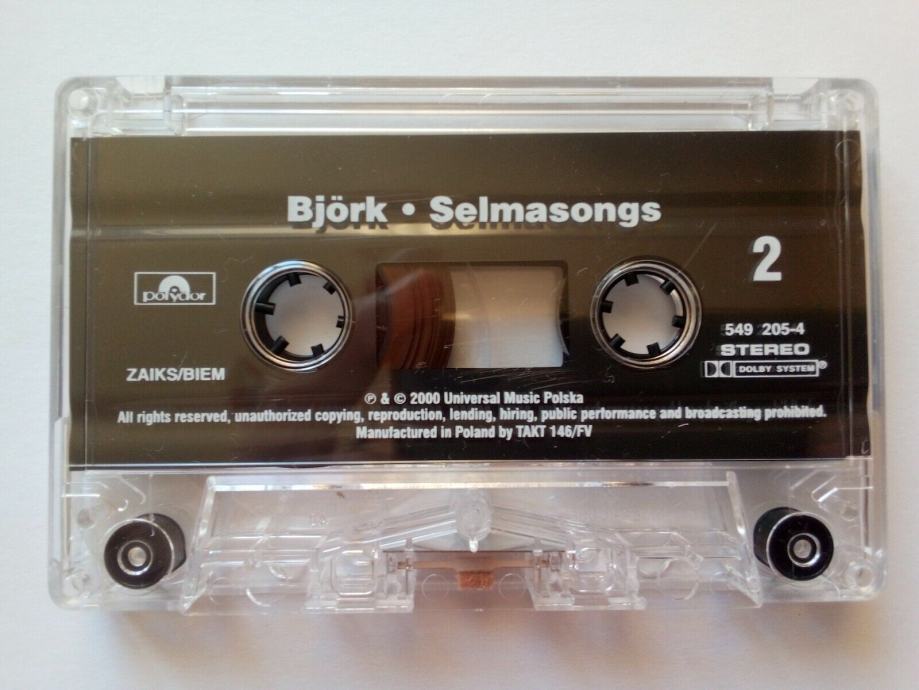 Björk • Selmasongs
2
polydor
549 205-4
STEREO
DOLBY SYSTEM®
ZAIKS/BIEM
℗ & © 2000 Universal Music Polska
All rights reserved, unauthorized copying, reproduction, lending, hiring, public performance and broadcasting prohibited.
Manufactured in Poland by TAKT 146/FV